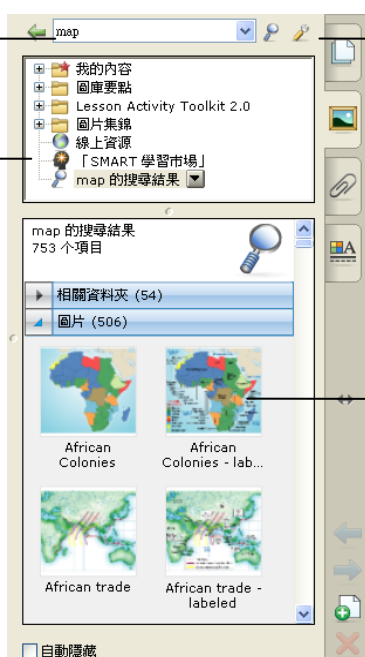 map
我的內容
圖庫要點
Lesson Activity Toolkit 2.0
圖片集錦
線上資源
「SMART 學習市場」
map 的搜尋結果
map 的搜尋結果
753 个項目
相關資料夾 (54)
圖片 (506)
African
Colonies
African
Colonies - lab...
African trade
African trade -
labeled
自動隱藏